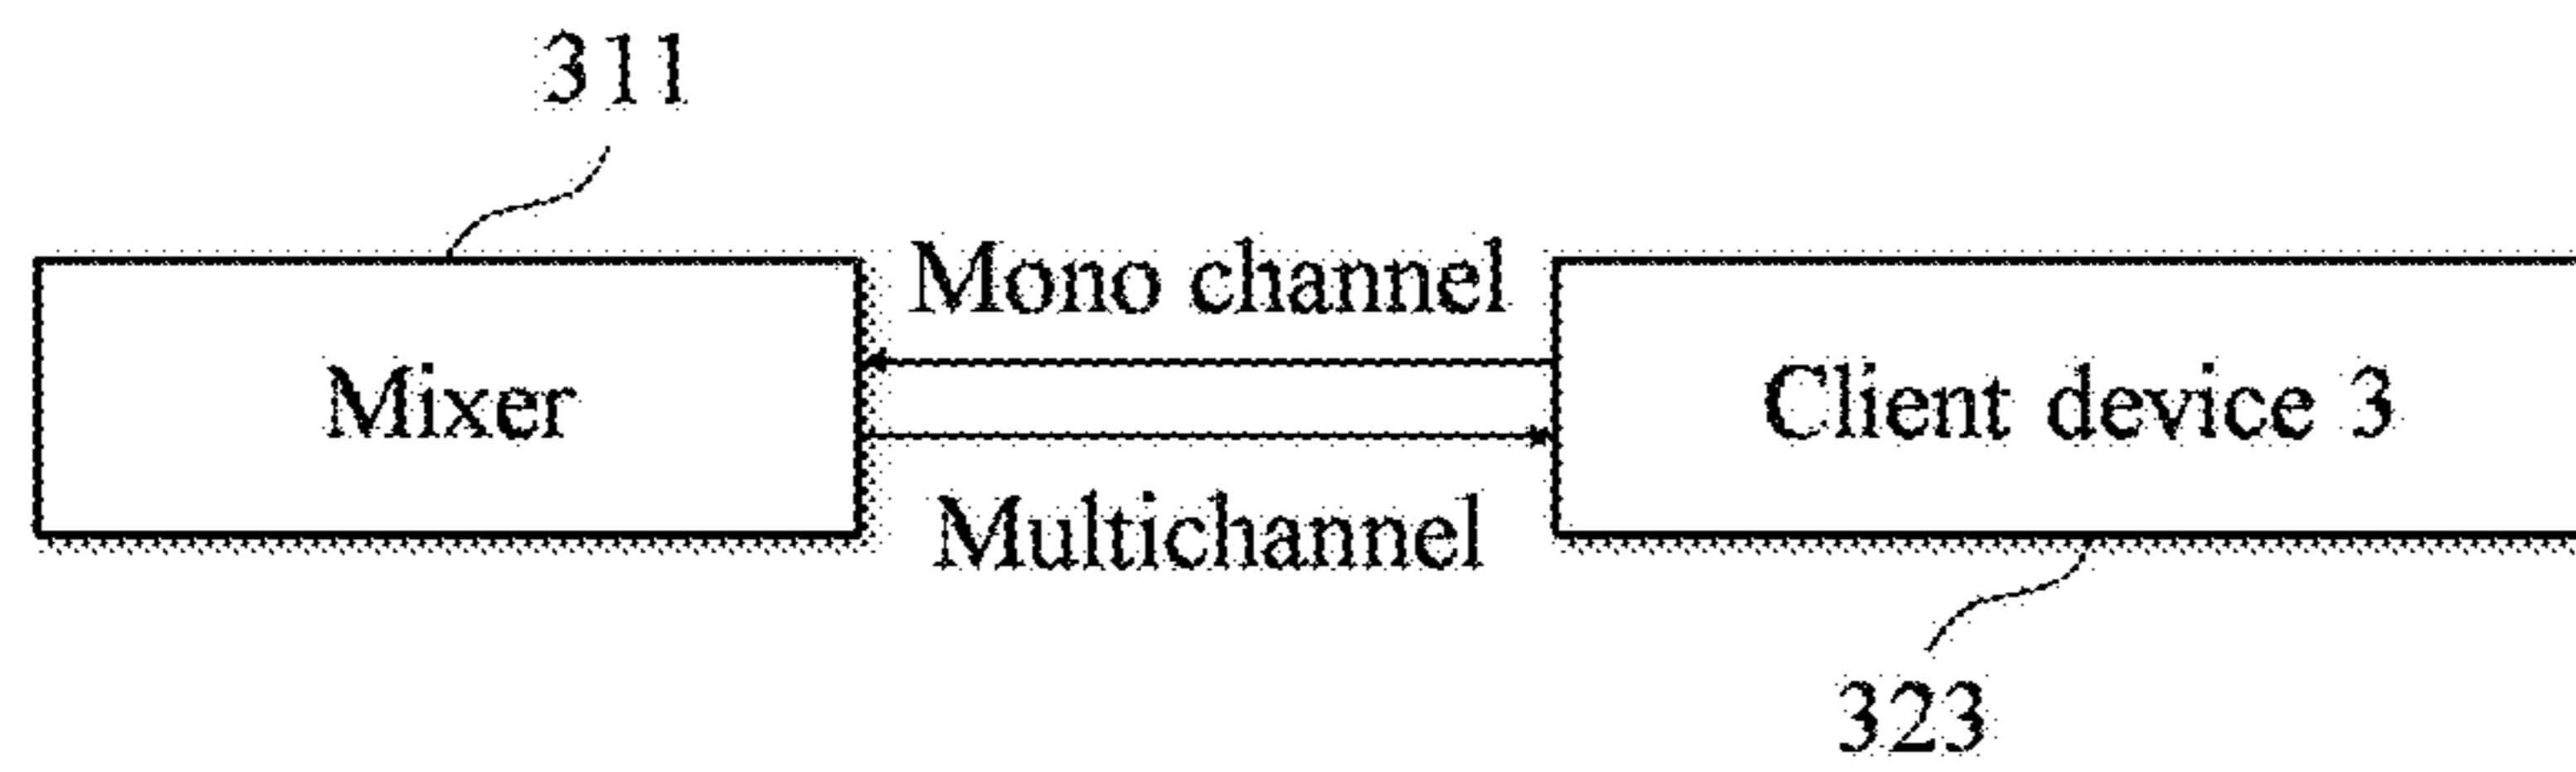 311
Mono channel
Mixer
Client device 3
Multichannel
323